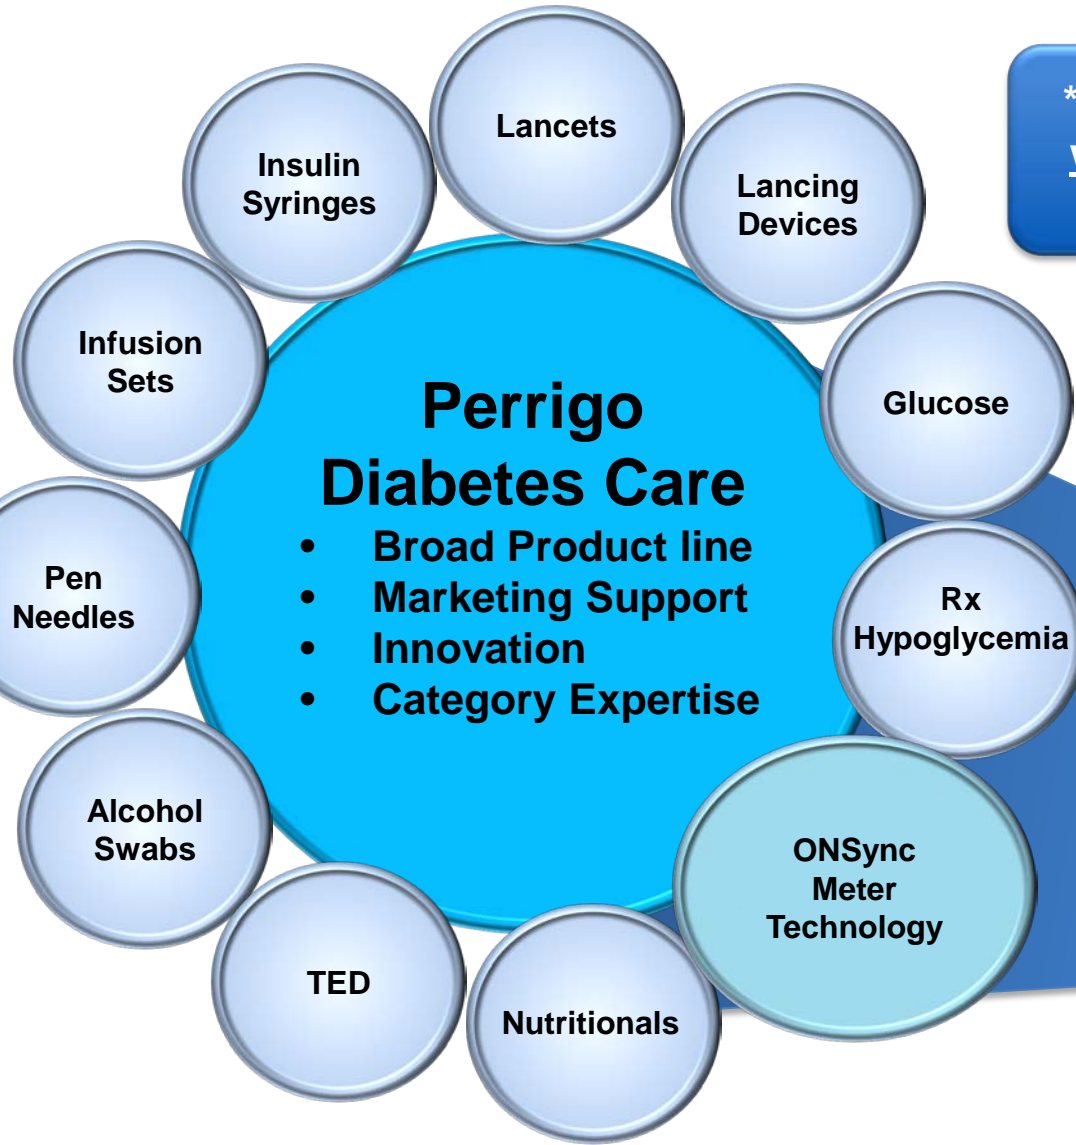 Lancets
Insulin
Syringes
Lancing
Devices
Infusion
Sets
Glucose
Perrigo
Diabetes Care
• Broad Product line
• Marketing Support
• Innovation
• Category Expertise
Pen
Needles
Rx
Hypoglycemia
Alcohol
Swabs
ONSync
Meter
Technology
TED
Nutritionals
*